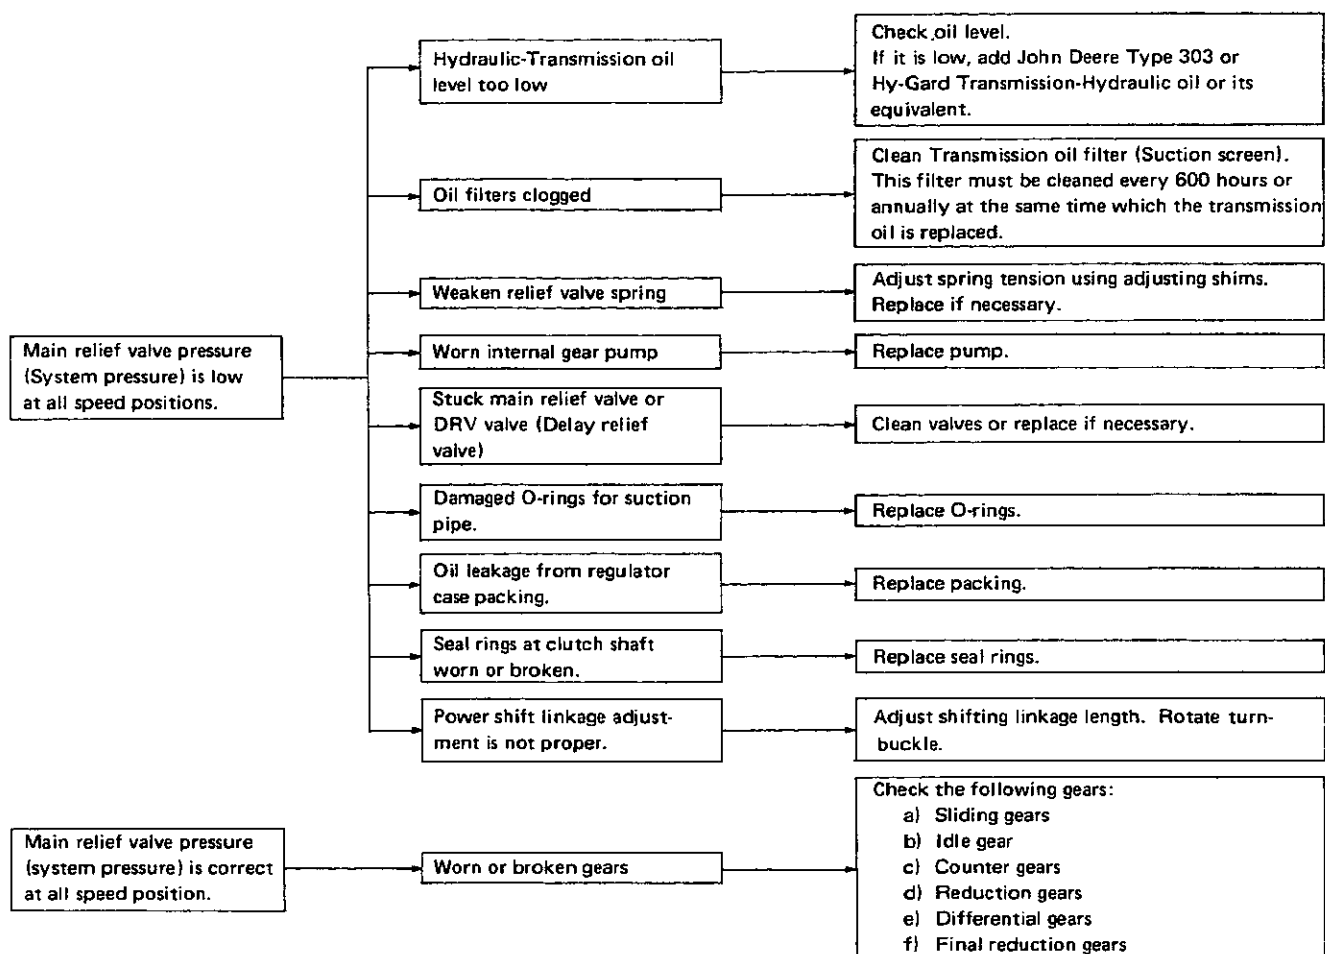 Hydraulic-Transmission oil
level too low
Check oil level.
If it is low, add John Deere Type 303 or
Hy-Gard Transmission-Hydraulic oil or its
equivalent.
Oil filters clogged
Clean Transmission oil filter (Suction screen).
This filter must be cleaned every 600 hours or
annually at the same time which the transmission
oil is replaced.
Weaken relief valve spring
Adjust spring tension using adjusting shims.
Replace if necessary.
Main relief valve pressure
(System pressure) is low
at all speed positions.
Worn internal gear pump
Replace pump.
Stuck main relief valve or
DRV valve (Delay relief
valve)
Clean valves or replace if necessary.
Damaged O-rings for suction
pipe.
Replace O-rings.
Oil leakage from regulator
case packing.
Replace packing.
Seal rings at clutch shaft
worn or broken.
Replace seal rings.
Power shift linkage adjust-
ment is not proper.
Adjust shifting linkage length. Rotate turn-
buckle.
Main relief valve pressure
(system pressure) is correct
at all speed position.
Worn or broken gears
Check the following gears:
a) Sliding gears
b) Idle gear
c) Counter gears
d) Reduction gears
e) Differential gears
f) Final reduction gears